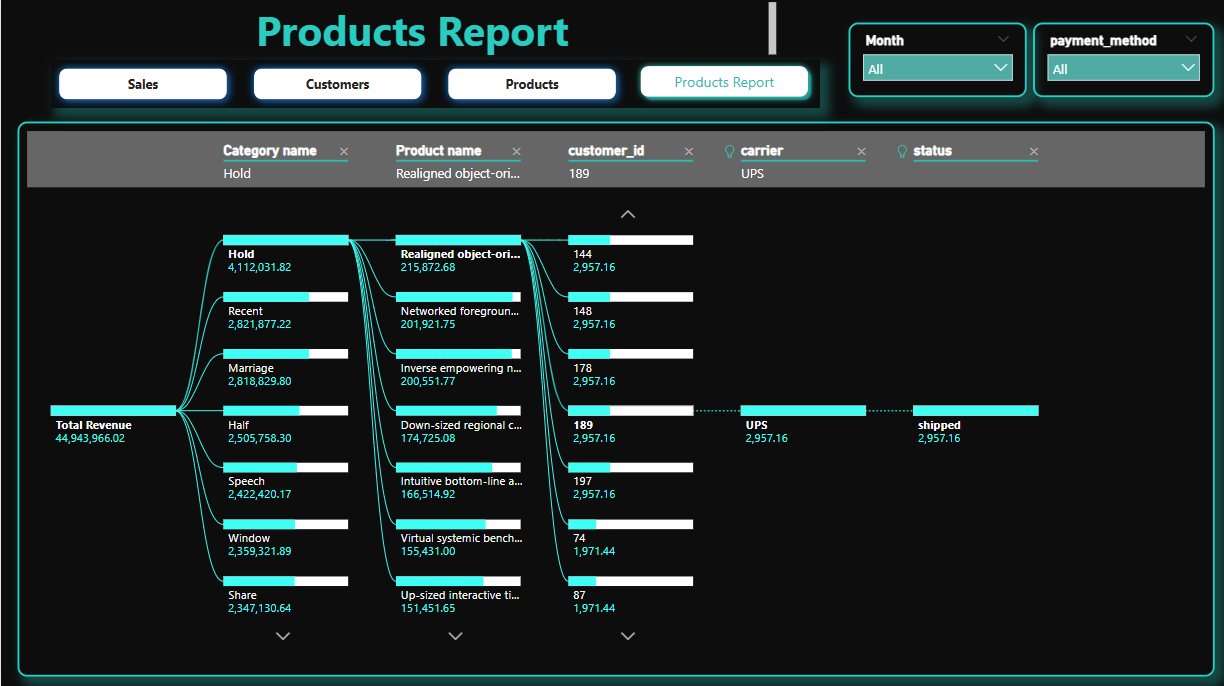 Products Report
Month
payment_method
All
All
Sales
Customers
Products
Products Report
Category name
Product name
customer_id
carrier
status
Hold
Realigned object-ori...
189
UPS
Total Revenue
44,943,966.02
Hold
4,112,031.82
Recent
2,821,877.22
Marriage
2,818,829.80
Half
2,505,758.30
Speech
2,422,420.17
Window
2,359,321.89
Share
2,347,130.64
Realigned object-ori...
215,872.68
Networked foregroun...
201,921.75
Inverse empowering n...
200,551.77
Down-sized regional c...
174,725.08
Intuitive bottom-line a...
166,514.92
Virtual systemic bench...
155,431.00
Up-sized interactive ti...
151,451.65
144
2,957.16
148
2,957.16
178
2,957.16
189
2,957.16
197
2,957.16
74
1,971.44
87
1,971.44
UPS
2,957.16
shipped
2,957.16